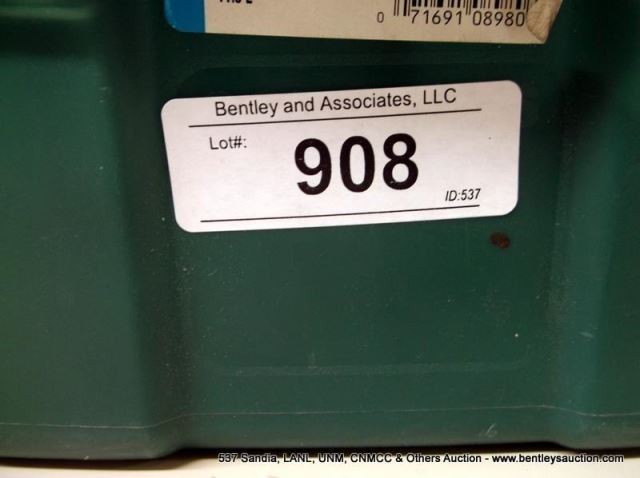 0 71691 08980
Bentley and Associates, LLC
Lot#:
908
ID:537
537 Sandia, LANL, UNM, CNMCC & Others Auction - www.bentleysauction.com